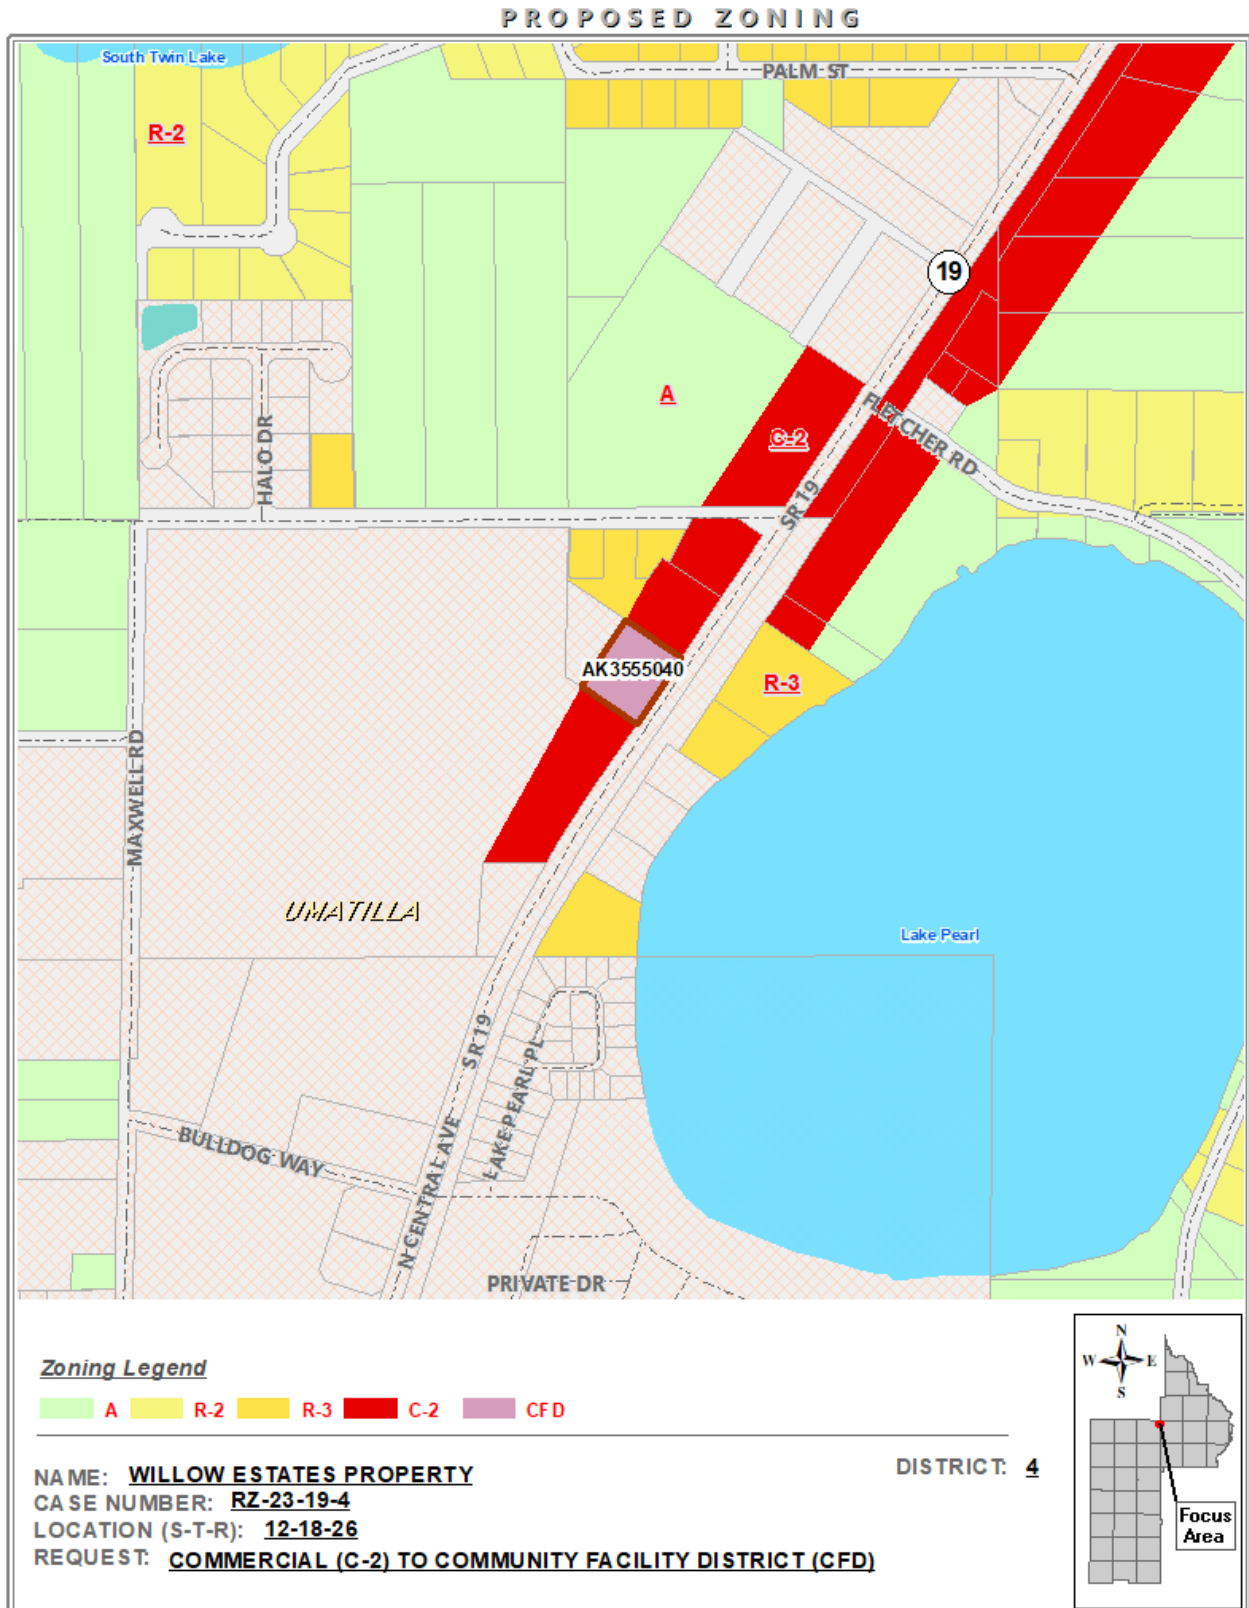 PROPOSED ZONING
South Twin Lake
PALM ST
R-2
19
A
C-2
FLETCHER RD
HALO DR
SR 19
AK3555040
R-3
MAXWELL RD
UMATILLA
Lake Pearl
SR 19
LAKE PEARL PL
BULLDOG WAY
N CENTRAL AVE
PRIVATE DR
Zoning Legend
A R-2 R-3 C-2 CFD
NAME: WILLOW ESTATES PROPERTY
DISTRICT: 4
CASE NUMBER: RZ-23-19-4
LOCATION (S-T-R): 12-18-26
REQUEST: COMMERCIAL (C-2) TO COMMUNITY FACILITY DISTRICT (CFD)
N
W E
S
Focus
Area